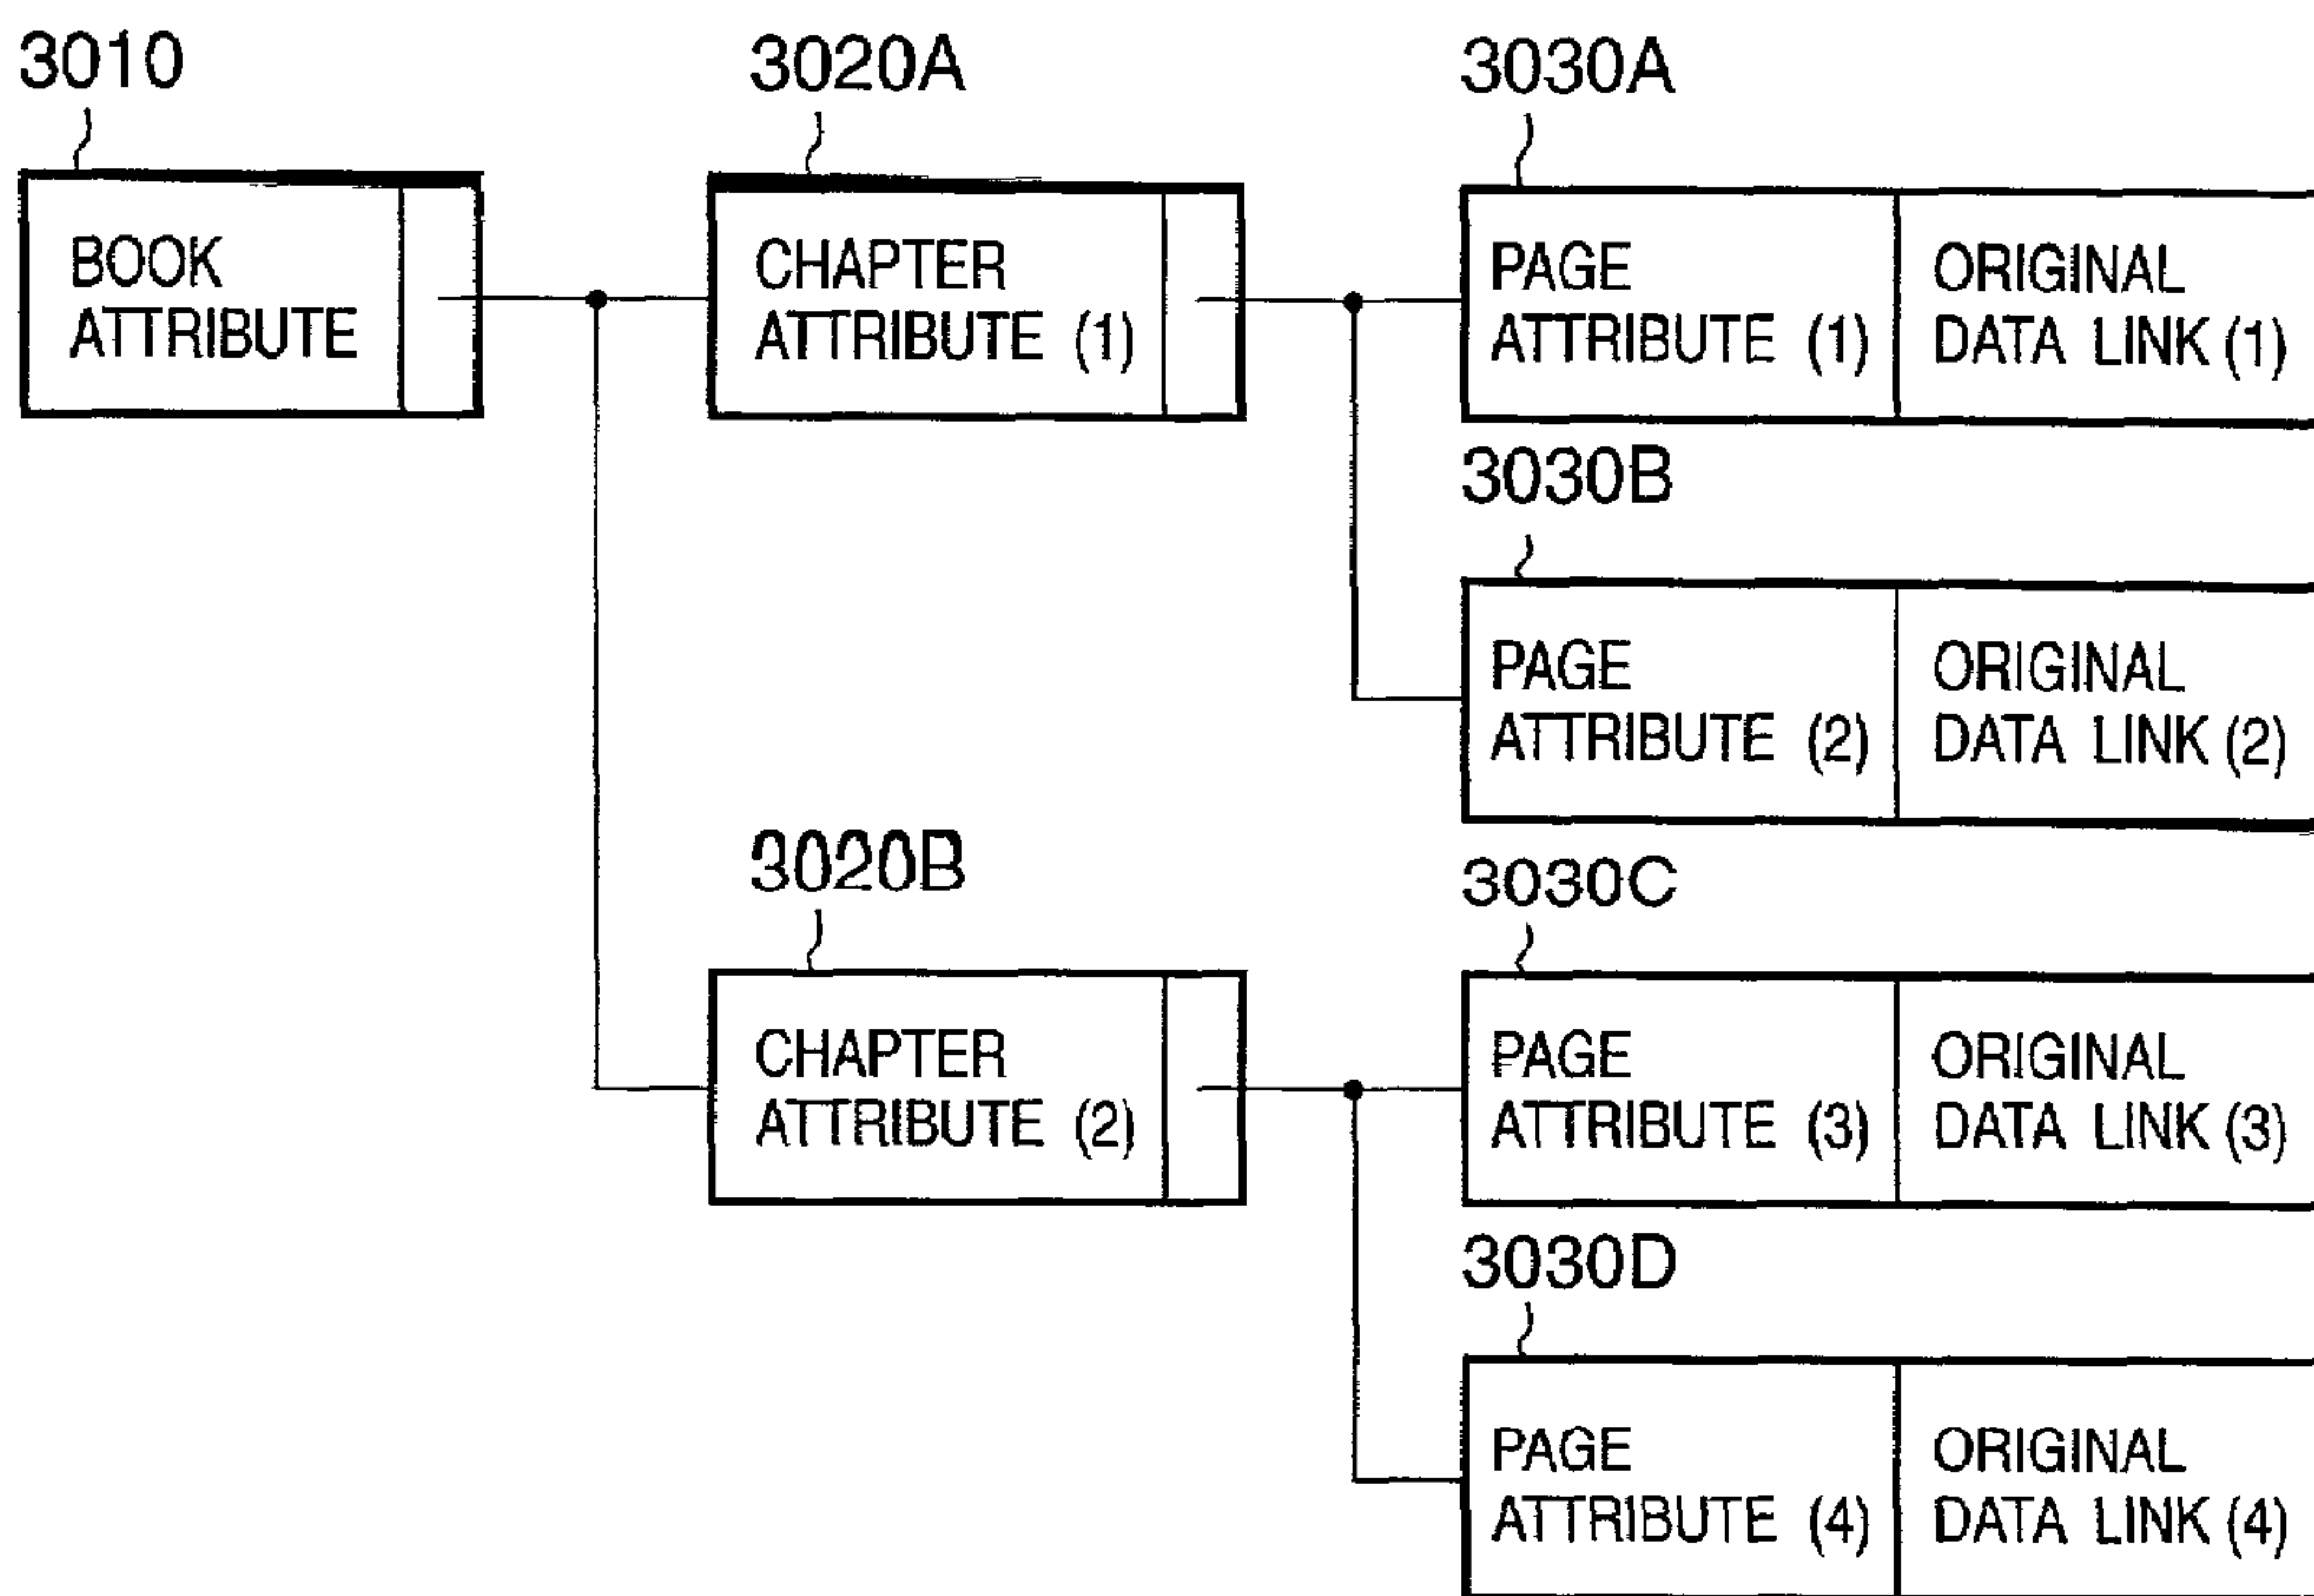 3010
BOOK
ATTRIBUTE
3020A
CHAPTER
ATTRIBUTE (1)
3030A
PAGE
ATTRIBUTE (1)
ORIGINAL
DATA LINK (1)
3030B
PAGE
ATTRIBUTE (2)
ORIGINAL
DATA LINK (2)
3020B
CHAPTER
ATTRIBUTE (2)
3030C
PAGE
ATTRIBUTE (3)
ORIGINAL
DATA LINK (3)
3030D
PAGE
ATTRIBUTE (4)
ORIGINAL
DATA LINK (4)